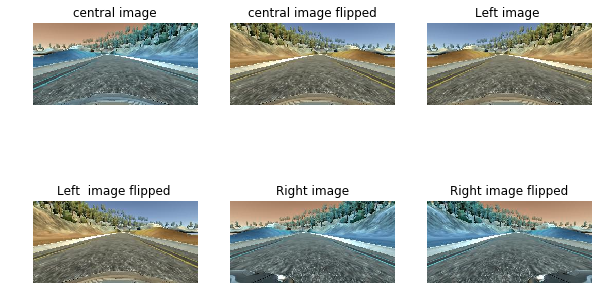 central image
central image flipped
Left image
Left  image flipped
Right image
Right image flipped